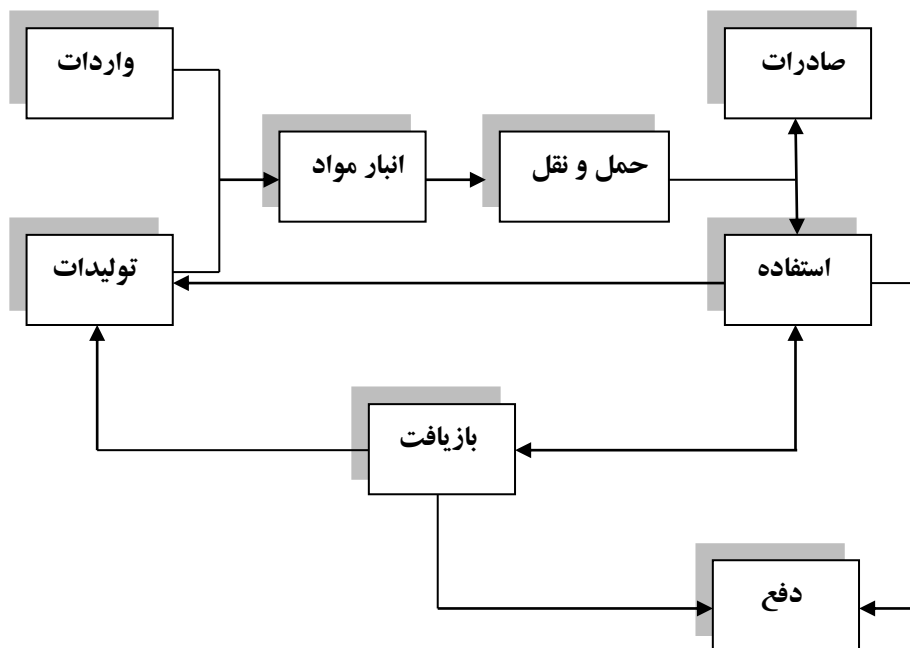 صادرات
واردات
حمل و نقل
انبار مواد
استفاده
تولیدات
بازیافت
دفع